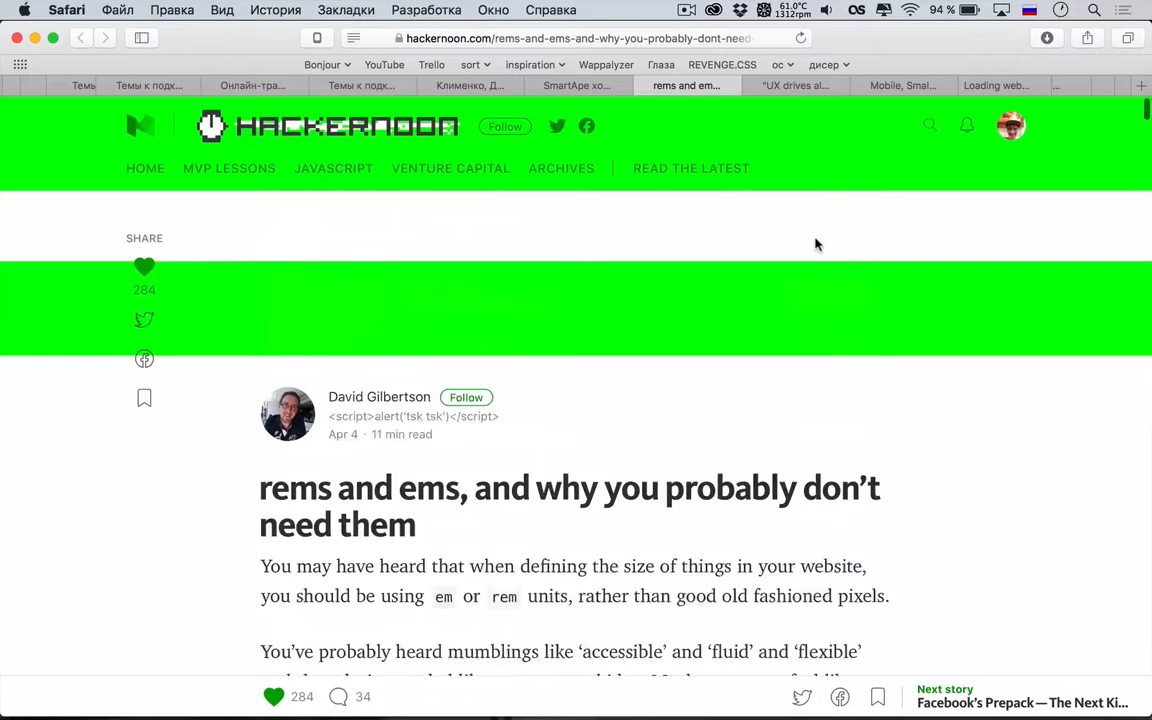 Safari Файл Правка Вид История Закладки Разработка Окно Справка 61.0°C 1312rpm OS 94 %
hackernoon.com/rems-and-ems-and-why-you-probably-dont-need-
Bonjour YouTube Trello sort inspiration Wappalyzer Глаза REVENGE.CSS ос дисер
Темь Темы к подк... Онлайн-тра... Темы к подк... Клименко, Д... SmartApe хо... rems and em... "UX drives al... Mobile, Smal... Loading web... ...
HACKERNOON Follow
HOME MVP LESSONS JAVASCRIPT VENTURE CAPITAL ARCHIVES READ THE LATEST
SHARE
284
David Gilbertson Follow
<script>alert('tsk tsk')</script>
Apr 4 · 11 min read
rems and ems, and why you probably don’t
need them
You may have heard that when defining the size of things in your website,
you should be using em or rem units, rather than good old fashioned pixels.
You’ve probably heard mumblings like ‘accessible’ and ‘fluid’ and ‘flexible’
284 34
Next story
Facebook’s Prepack — The Next Ki...